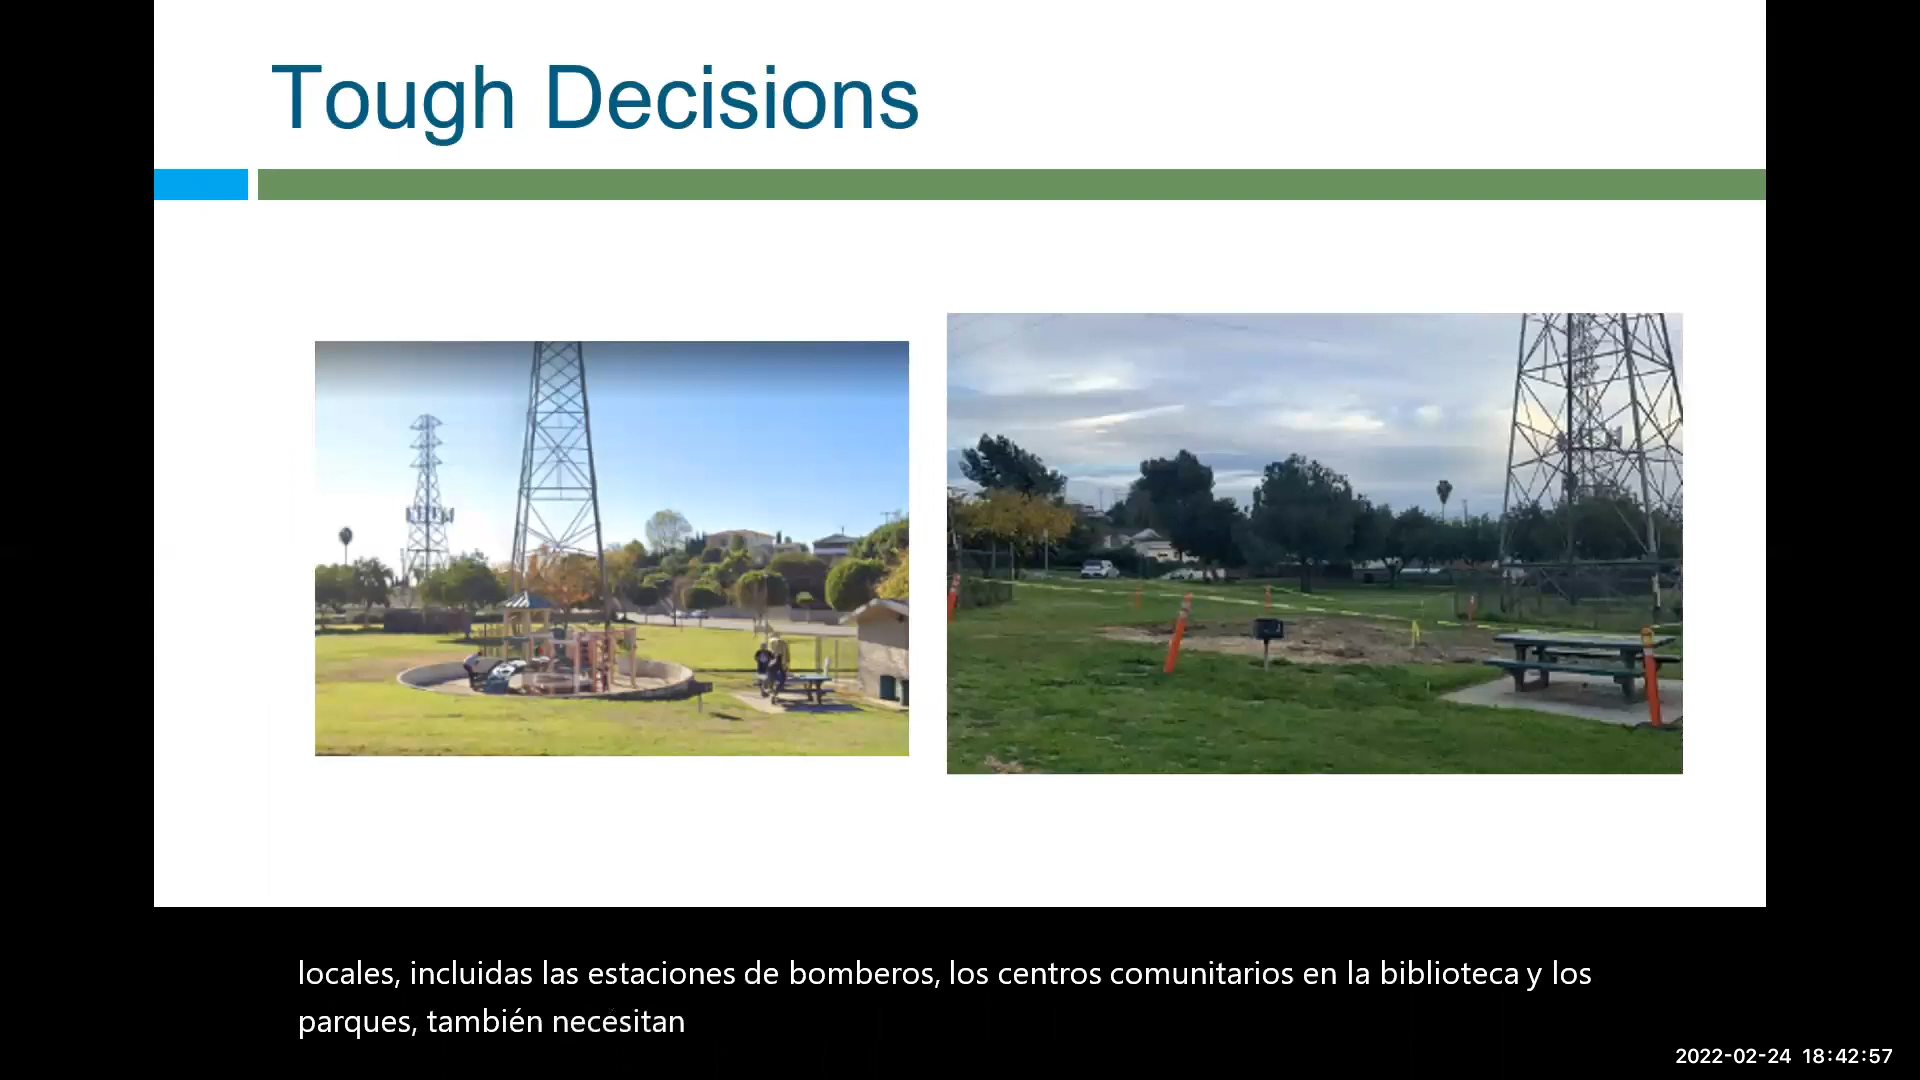 Tough Decisions
locales, incluidas las estaciones de bomberos, los centros comunitarios en la biblioteca y los
parques, también necesitan
2022-02-24 18:42:57